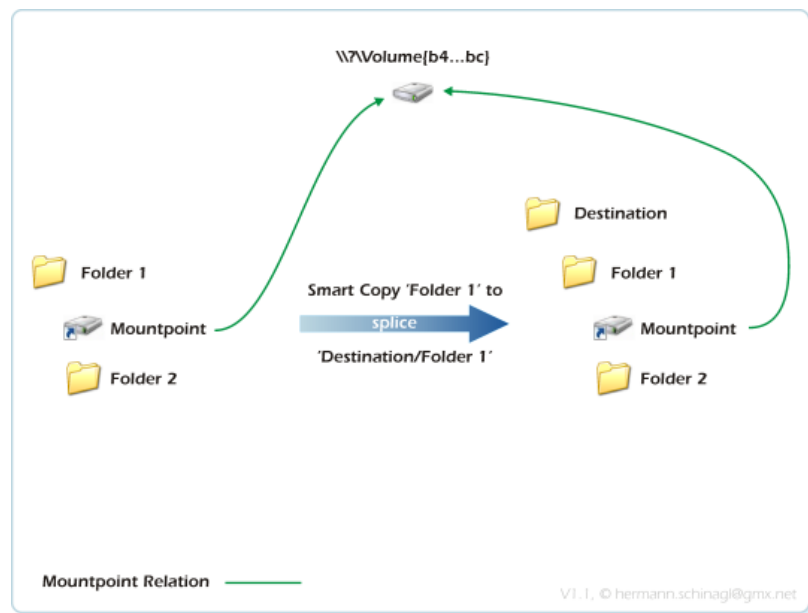 \\?\Volume{b4...bc}
Destination
Folder 1
Folder 1
Smart Copy 'Folder 1' to
splice
Mountpoint
Mountpoint
'Destination/Folder 1'
Folder 2
Folder 2
Mountpoint Relation
V1.1, © hermann.schinagl@gmx.net